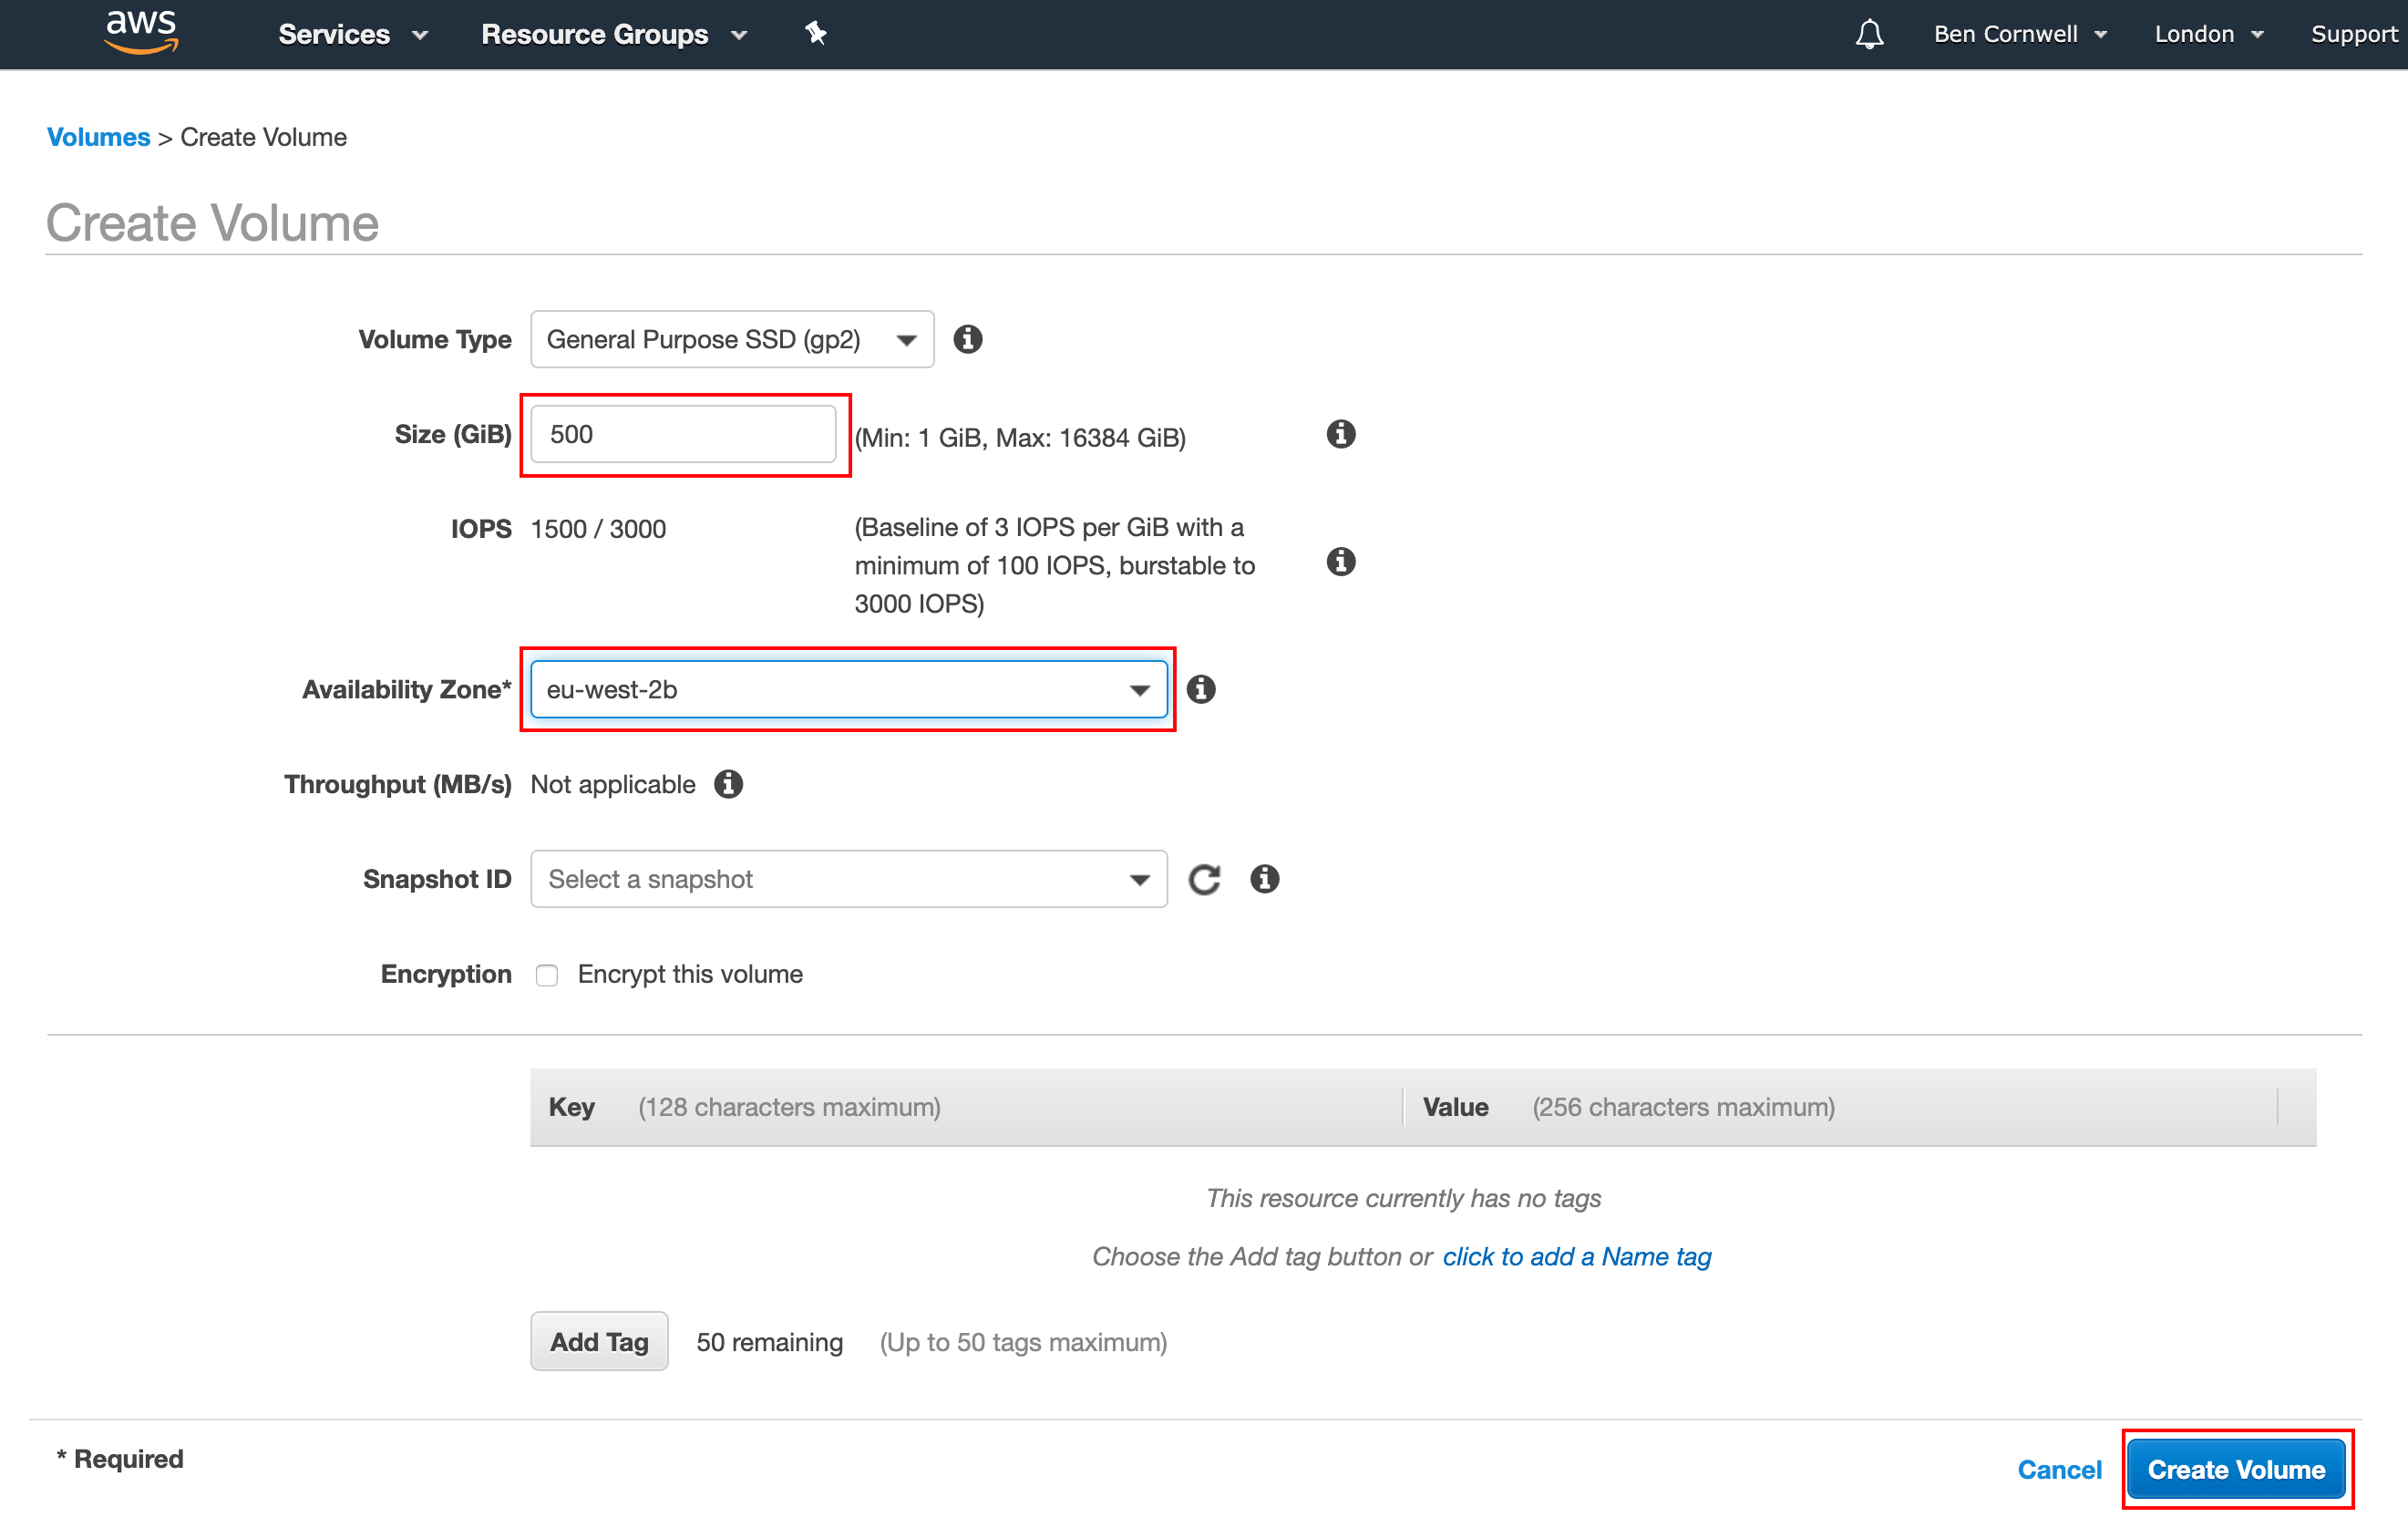 aws Services Resource Groups Ben Cornwell London Support
Volumes > Create Volume
Create Volume
Volume Type General Purpose SSD (gp2)
Size (GiB) 500 (Min: 1 GiB, Max: 16384 GiB)
IOPS 1500 / 3000 (Baseline of 3 IOPS per GiB with a
minimum of 100 IOPS, burstable to
3000 IOPS)
Availability Zone* eu-west-2b
Throughput (MB/s) Not applicable
Snapshot ID Select a snapshot
Encryption Encrypt this volume
Key (128 characters maximum) Value (256 characters maximum)
This resource currently has no tags
Choose the Add tag button or click to add a Name tag
Add Tag 50 remaining (Up to 50 tags maximum)
* Required Cancel Create Volume